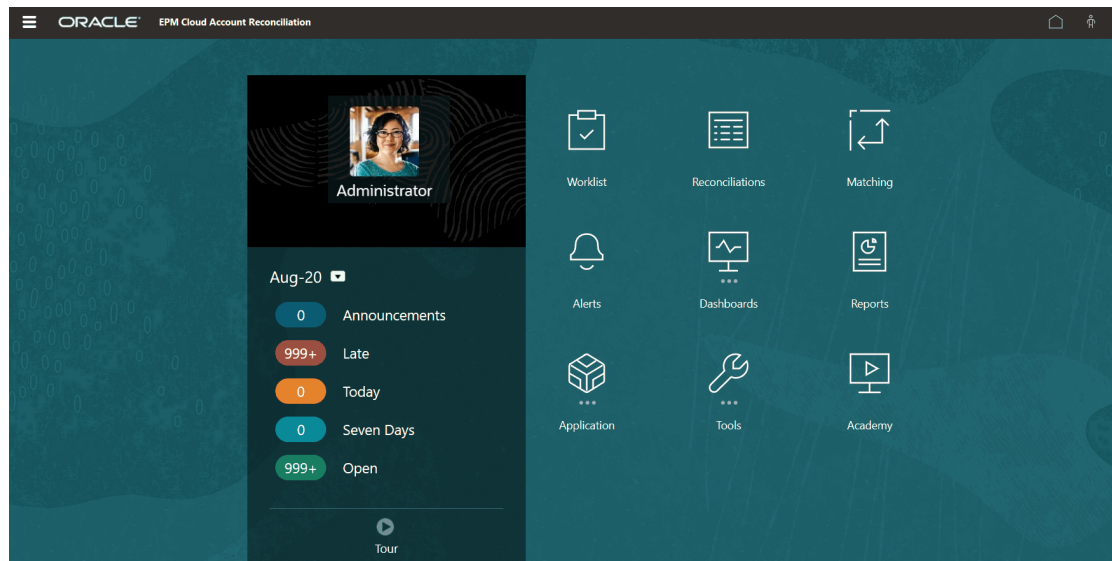 ORACLE EPM Cloud Account Reconciliation
Administrator
Aug-20
0 Announcements
999+ Late
0 Today
0 Seven Days
999+ Open
Tour
Worklist Reconciliations Matching
Alerts Dashboards Reports
Application Tools Academy